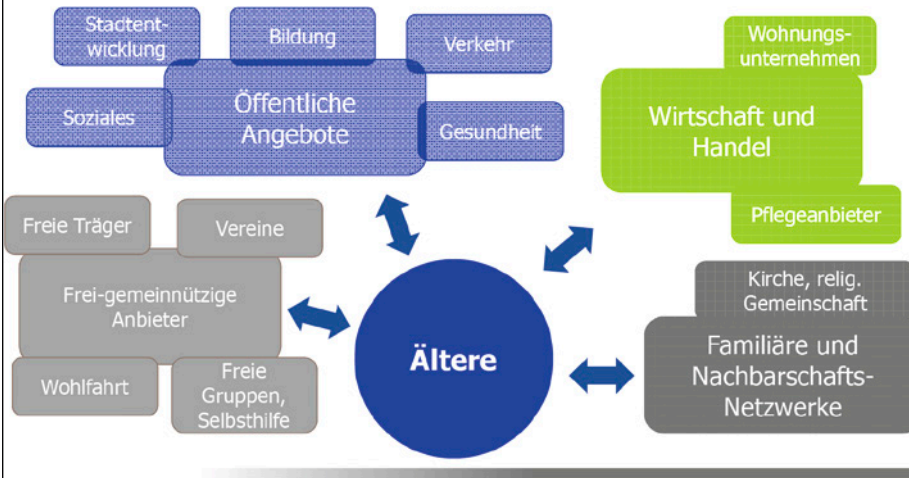 Stadtent-
wicklung
Bildung
Verkehr
Soziales
Öffentliche
Angebote
Gesundheit
Wohnungs-
unternehmen
Wirtschaft und
Handel
Pflegeanbieter
Freie Träger
Vereine
Frei-gemeinnützige
Anbieter
Wohlfahrt
Freie
Gruppen,
Selbsthilfe
Ältere
Kirche, relig.
Gemeinschaft
Familiäre und
Nachbarschafts-
Netzwerke